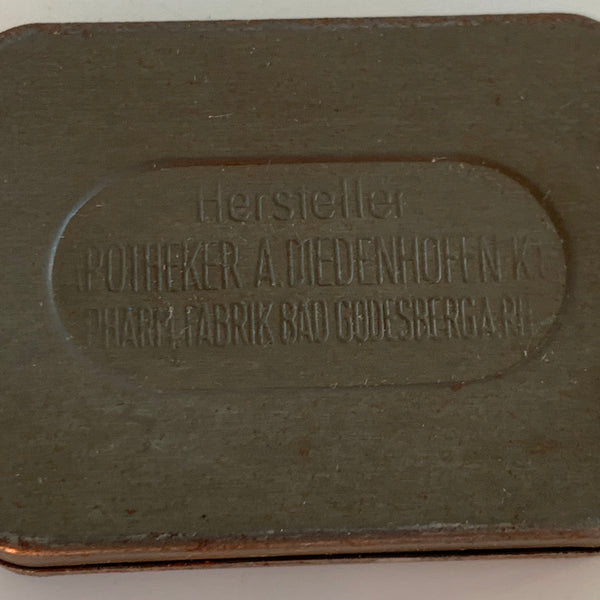 Hersteller
APOTHEKER A. DIEDENHOFEN K.
PHARM. FABRIK BAD GODESBERG A. RH.